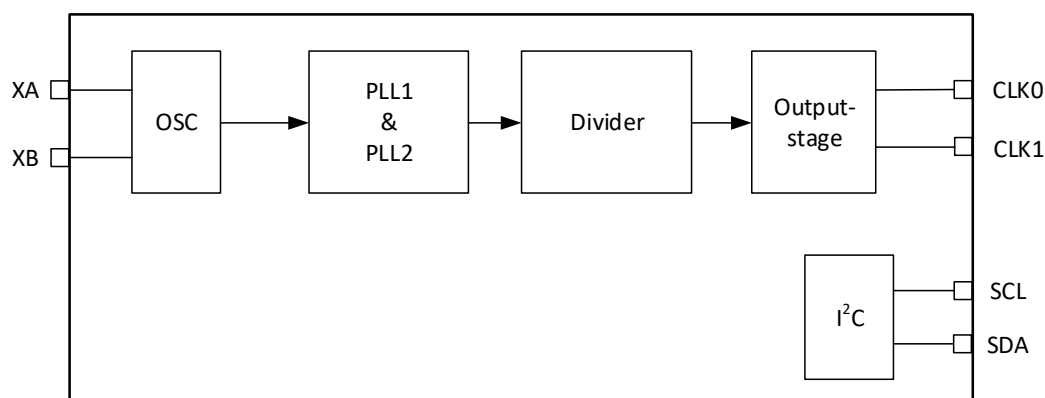 XA
XB
OSC
PLL1
&
PLL2
Divider
Output-
stage
CLK0
CLK1
I²C
SCL
SDA